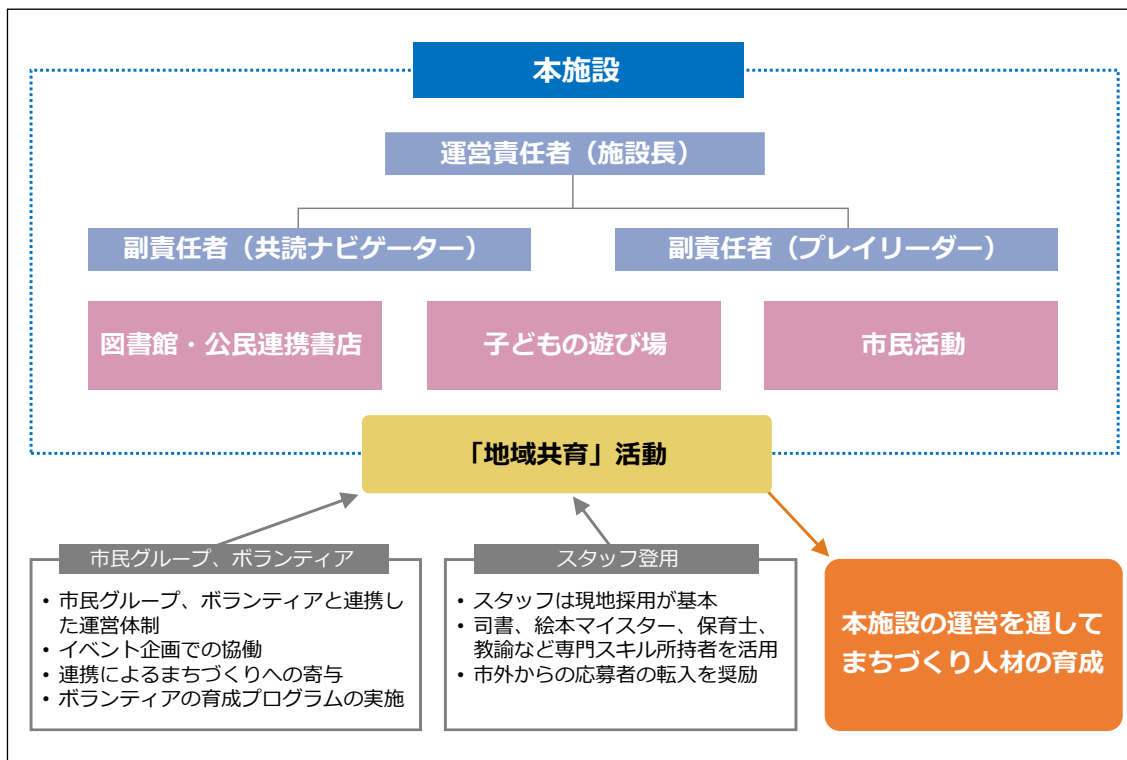 本施設
運営責任者（施設長）
副責任者（共読ナビゲーター）
副責任者（プレイリーダー）
図書館・公民連携書店
子どもの遊び場
市民活動
「地域共育」活動
市民グループ、ボランティア
• 市民グループ、ボランティアと連携し
た運営体制
• イベント企画での協働
• 連携によるまちづくりへの寄与
• ボランティアの育成プログラムの実施
スタッフ登用
• スタッフは現地採用が基本
• 司書、絵本マイスター、保育士、
教諭など専門スキル所持者を活用
• 市外からの応募者の転入を奨励
本施設の運営を通して
まちづくり人材の育成